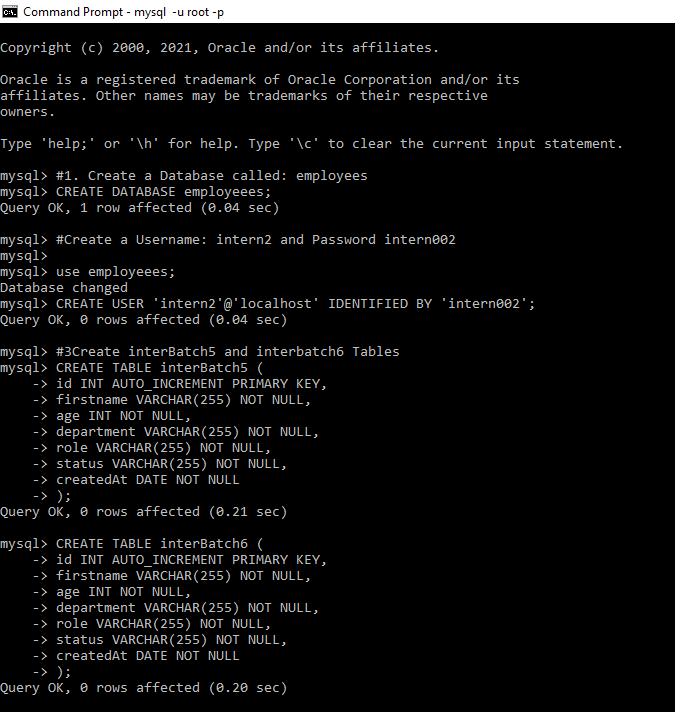 Command Prompt - mysql -u root -p
Copyright (c) 2000, 2021, Oracle and/or its affiliates.
Oracle is a registered trademark of Oracle Corporation and/or its
affiliates. Other names may be trademarks of their respective
owners.
Type 'help;' or '\h' for help. Type '\c' to clear the current input statement.
mysql> #1. Create a Database called: employees
mysql> CREATE DATABASE employeees;
Query OK, 1 row affected (0.04 sec)
mysql> #Create a Username: intern2 and Password intern002
mysql>
mysql> use employeees;
Database changed
mysql> CREATE USER 'intern2'@'localhost' IDENTIFIED BY 'intern002';
Query OK, 0 rows affected (0.04 sec)
mysql> #3Create interBatch5 and interbatch6 Tables
mysql> CREATE TABLE interBatch5 (
-> id INT AUTO_INCREMENT PRIMARY KEY,
-> firstname VARCHAR(255) NOT NULL,
-> age INT NOT NULL,
-> department VARCHAR(255) NOT NULL,
-> role VARCHAR(255) NOT NULL,
-> status VARCHAR(255) NOT NULL,
-> createdAt DATE NOT NULL
-> );
Query OK, 0 rows affected (0.21 sec)
mysql> CREATE TABLE interBatch6 (
-> id INT AUTO_INCREMENT PRIMARY KEY,
-> firstname VARCHAR(255) NOT NULL,
-> age INT NOT NULL,
-> department VARCHAR(255) NOT NULL,
-> role VARCHAR(255) NOT NULL,
-> status VARCHAR(255) NOT NULL,
-> createdAt DATE NOT NULL
-> );
Query OK, 0 rows affected (0.20 sec)